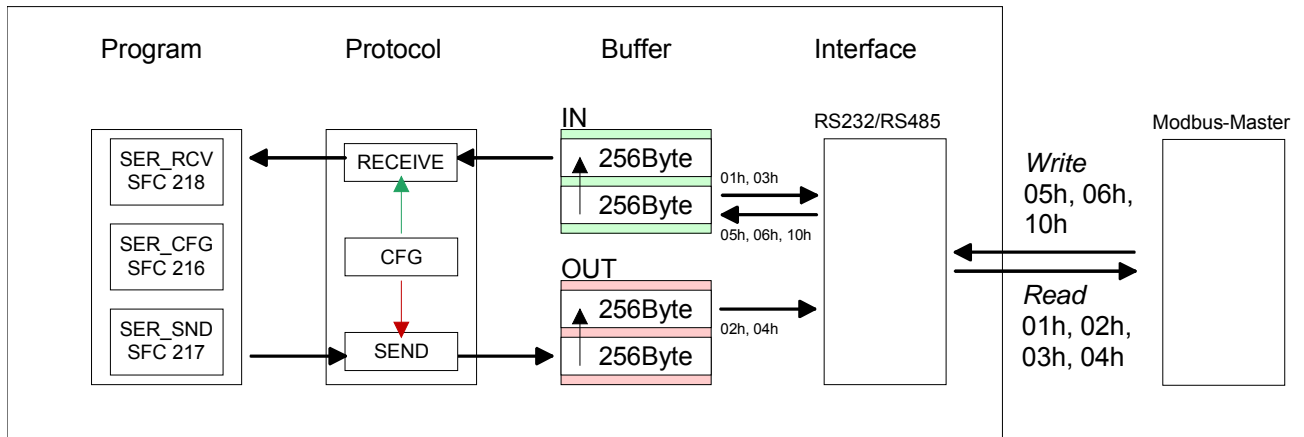 Program
Protocol
Buffer
Interface
IN
RS232/RS485
Modbus-Master
SER_RCV
SFC 218
RECEIVE
256Byte
01h, 03h
256Byte
05h, 06h, 10h
Write
05h, 06h,
10h
SER_CFG
SFC 216
CFG
OUT
SER_SND
SFC 217
SEND
256Byte
02h, 04h
256Byte
Read
01h, 02h,
03h, 04h